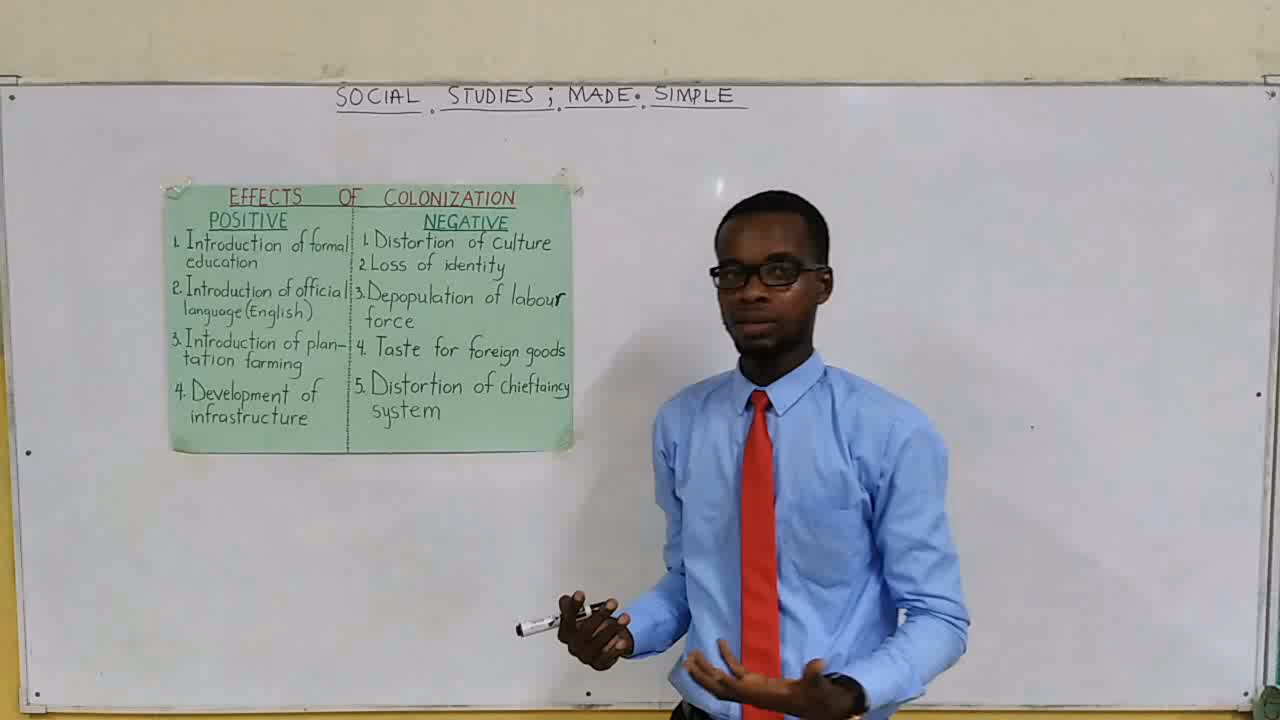 SOCIAL STUDIES ; MADE SIMPLE
EFFECTS OF COLONIZATION
POSITIVE
1. Introduction of formal
education
2. Introduction of official
language (English)
3. Introduction of plan-
tation farming
4. Development of
infrastructure
NEGATIVE
1. Distortion of culture
2. Loss of identity
3. Depopulation of labour
force
4. Taste for foreign goods
5. Distortion of chieftaincy
system